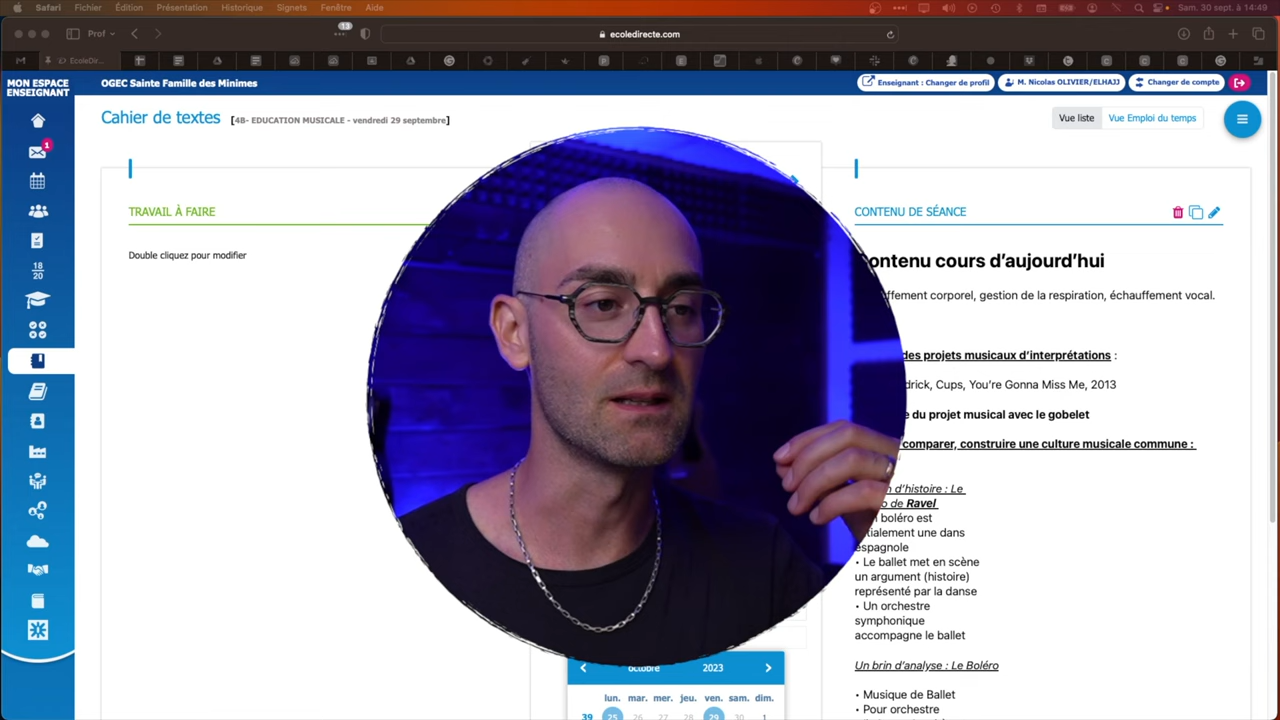 Safari Fichier Édition Présentation Historique Signets Fenêtre Aide
Sam. 30 sept. à 14:49
Prof
13
ecoledirecte.com
EcoleDir
MON ESPACE
ENSEIGNANT
OGEC Sainte Famille des Minimes
Enseignant : Changer de profil
M. Nicolas OLIVIER/ELHAJJ
Changer de compte
Cahier de textes
[4B- EDUCATION MUSICALE - vendredi 29 septembre]
Vue liste
Vue Emploi du temps
1
18
20
TRAVAIL À FAIRE
Double cliquez pour modifier
CONTENU DE SÉANCE
ontenu cours d’aujourd’hui
ffement corporel, gestion de la respiration, échauffement vocal.
des projets musicaux d’interprétations :
drick, Cups, You’re Gonna Miss Me, 2013
e du projet musical avec le gobelet
comparer, construire une culture musicale commune :
n d’histoire : Le
o de Ravel
boléro est
itialement une dans
espagnole
• Le ballet met en scène
un argument (histoire)
représenté par la danse
• Un orchestre
symphonique
accompagne le ballet
Un brin d’analyse : Le Boléro
• Musique de Ballet
• Pour orchestre
octobre 2023
lun. mar. mer. jeu. ven. sam. dim.
39 25 26 27 28 29 30 1